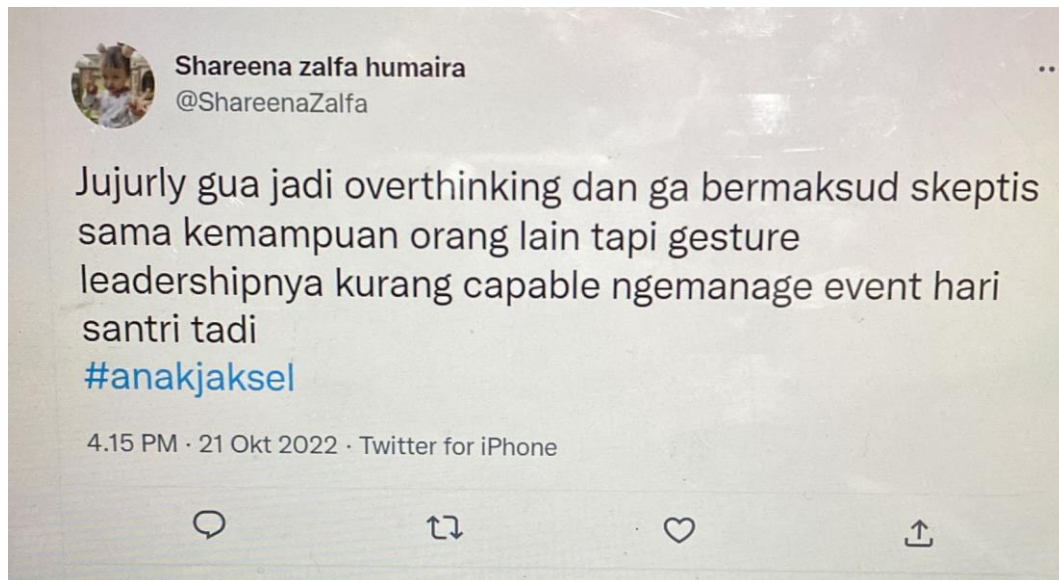 Shareena zalfa humaira
@ShareenaZalfa
Jujurly gua jadi overthinking dan ga bermaksud skeptis
sama kemampuan orang lain tapi gesture
leadershipnya kurang capable ngemanage event hari
santri tadi
#anakjaksel
4.15 PM · 21 Okt 2022 · Twitter for iPhone